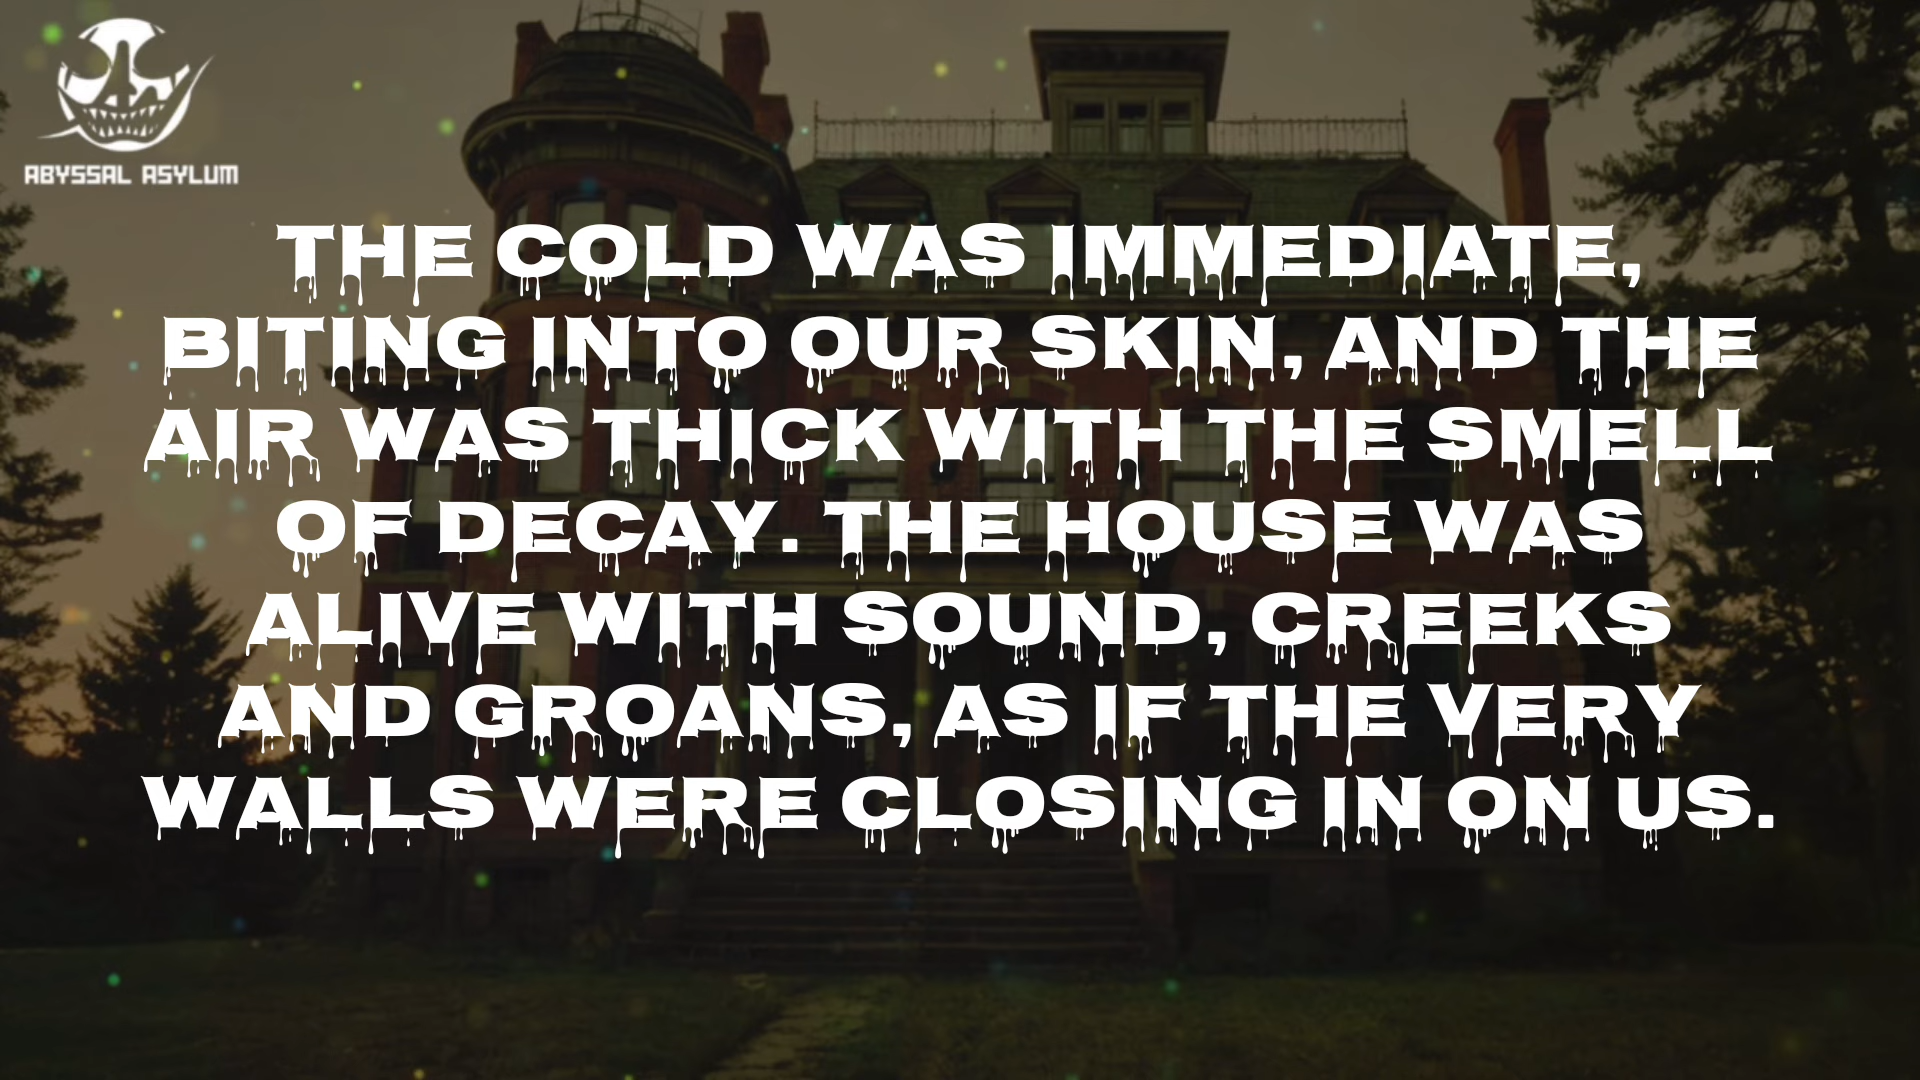 ABYSSAL ASYLUM
THE COLD WAS IMMEDIATE,
BITING INTO OUR SKIN, AND THE
AIR WAS THICK WITH THE SMELL
OF DECAY. THE HOUSE WAS
ALIVE WITH SOUND, CREEKS
AND GROANS, AS IF THE VERY
WALLS WERE CLOSING IN ON US.